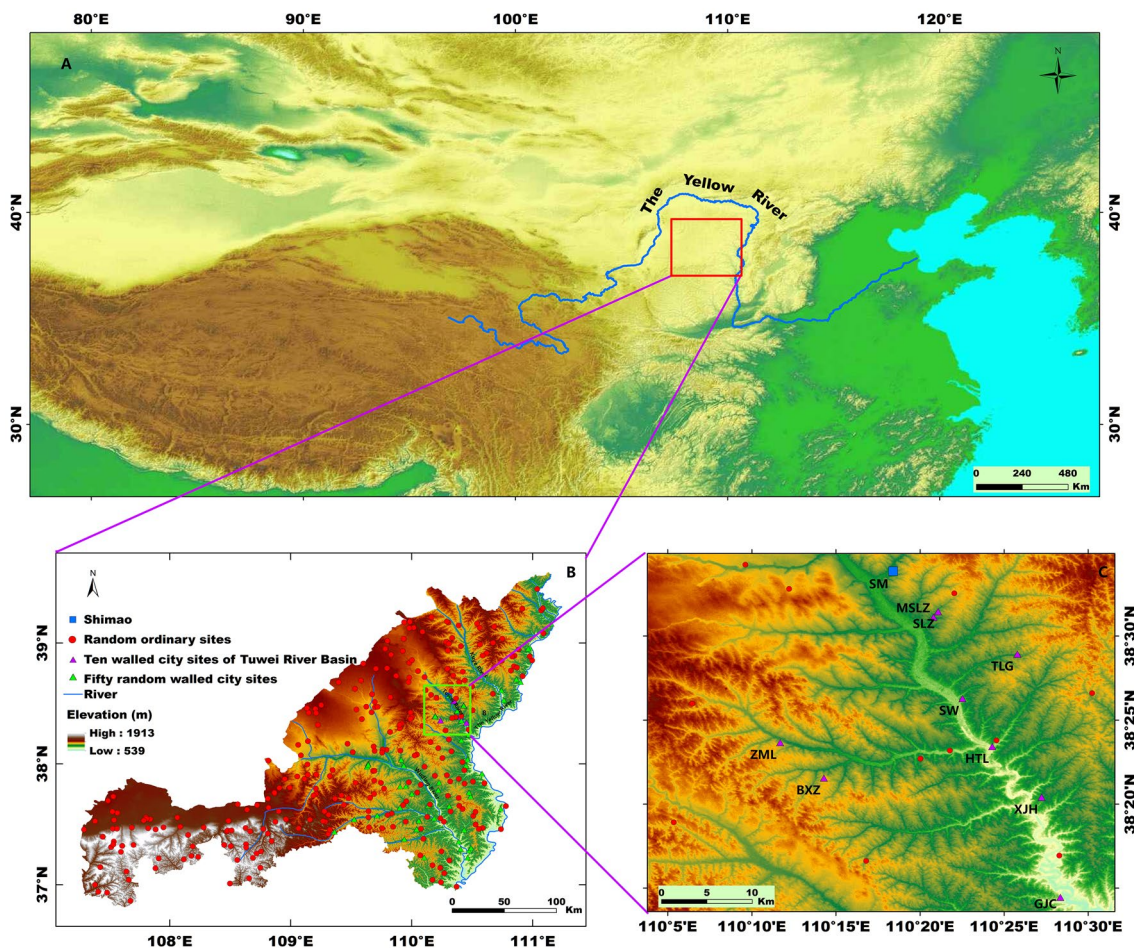 80°E 90°E 100°E 110°E 120°E
A
N
The Yellow River
40°N
40°N
30°N
30°N
0 240 480
Km
B
N
Shimao
Random ordinary sites
Ten walled city sites of Tuwei River Basin
Fifty random walled city sites
River
Elevation (m)
High : 1913
Low : 539
39°N
38°N
37°N
0 50 100
Km
108°E 109°E 110°E 111°E
C
SM
MSLZ
SLZ
TLG
SW
ZML
HTL
BXZ
XJH
GJC
38°30'N
38°25'N
38°20'N
0 5 10
Km
110°5'E 110°10'E 110°15'E 110°20'E 110°25'E 110°30'E